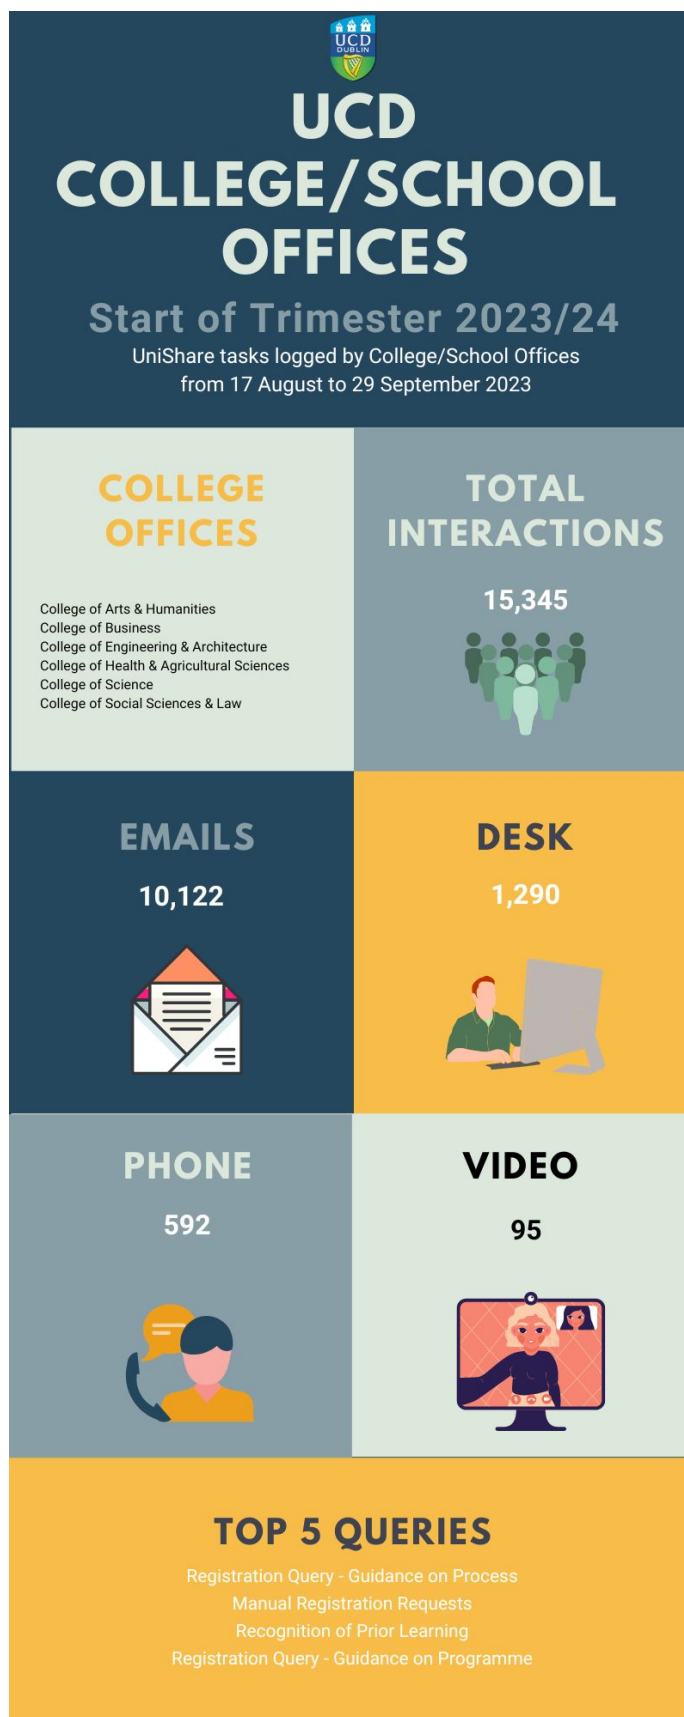 UCD
DUBLIN
UCD
COLLEGE/SCHOOL
OFFICES
Start of Trimester 2023/24
UniShare tasks logged by College/School Offices
from 17 August to 29 September 2023
COLLEGE
OFFICES
College of Arts & Humanities
College of Business
College of Engineering & Architecture
College of Health & Agricultural Sciences
College of Science
College of Social Sciences & Law
TOTAL
INTERACTIONS
15,345
EMAILS
10,122
DESK
1,290
PHONE
592
VIDEO
95
TOP 5 QUERIES
Registration Query - Guidance on Process
Manual Registration Requests
Recognition of Prior Learning
Registration Query - Guidance on Programme